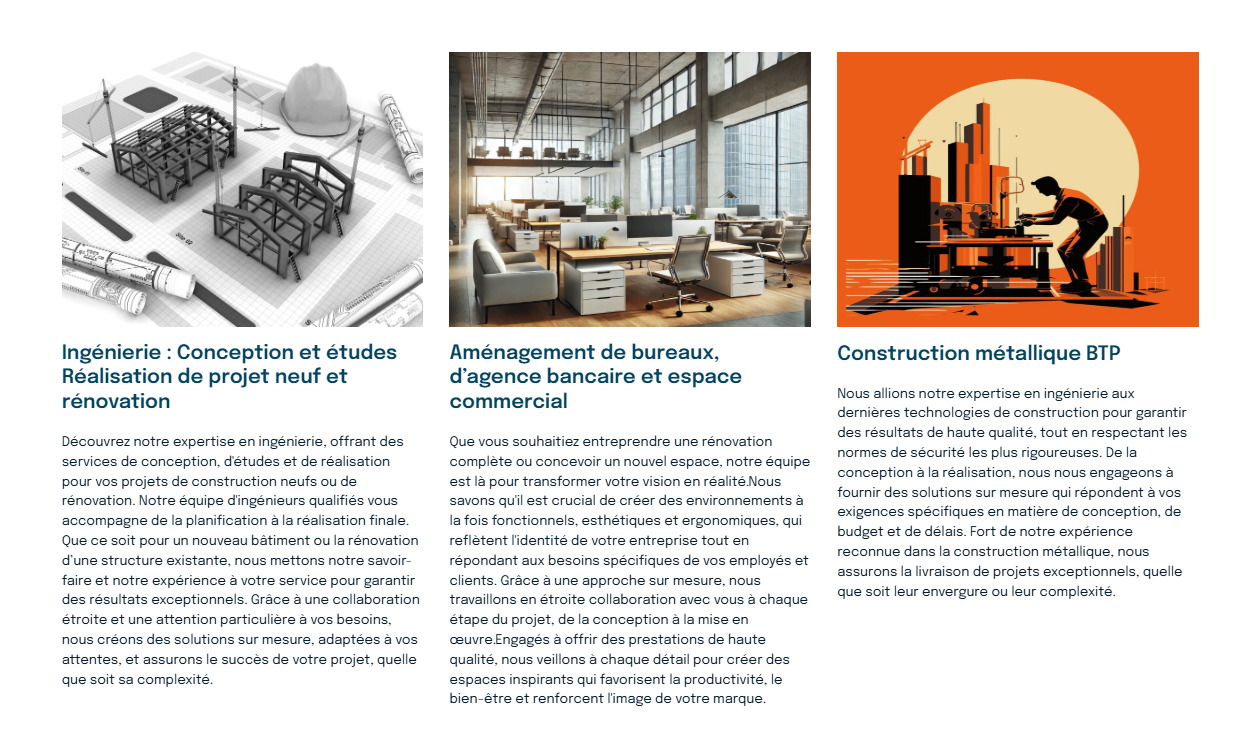 Site 01
Site 02
Ingénierie : Conception et études
Réalisation de projet neuf et
rénovation
Découvrez notre expertise en ingénierie, offrant des
services de conception, d'études et de réalisation
pour vos projets de construction neufs ou de
rénovation. Notre équipe d'ingénieurs qualifiés vous
accompagne de la planification à la réalisation finale.
Que ce soit pour un nouveau bâtiment ou la rénovation
d’une structure existante, nous mettons notre savoir-
faire et notre expérience à votre service pour garantir
des résultats exceptionnels. Grâce à une collaboration
étroite et une attention particulière à vos besoins,
nous créons des solutions sur mesure, adaptées à vos
attentes, et assurons le succès de votre projet, quelle
que soit sa complexité.
Aménagement de bureaux,
d’agence bancaire et espace
commercial
Que vous souhaitiez entreprendre une rénovation
complète ou concevoir un nouvel espace, notre équipe
est là pour transformer votre vision en réalité.Nous
savons qu'il est crucial de créer des environnements à
la fois fonctionnels, esthétiques et ergonomiques, qui
reflètent l'identité de votre entreprise tout en
répondant aux besoins spécifiques de vos employés et
clients. Grâce à une approche sur mesure, nous
travaillons en étroite collaboration avec vous à chaque
étape du projet, de la conception à la mise en
œuvre.Engagés à offrir des prestations de haute
qualité, nous veillons à chaque détail pour créer des
espaces inspirants qui favorisent la productivité, le
bien-être et renforcent l'image de votre marque.
Construction métallique BTP
Nous allions notre expertise en ingénierie aux
dernières technologies de construction pour garantir
des résultats de haute qualité, tout en respectant les
normes de sécurité les plus rigoureuses. De la
conception à la réalisation, nous nous engageons à
fournir des solutions sur mesure qui répondent à vos
exigences spécifiques en matière de conception, de
budget et de délais. Fort de notre expérience
reconnue dans la construction métallique, nous
assurons la livraison de projets exceptionnels, quelle
que soit leur envergure ou leur complexité.